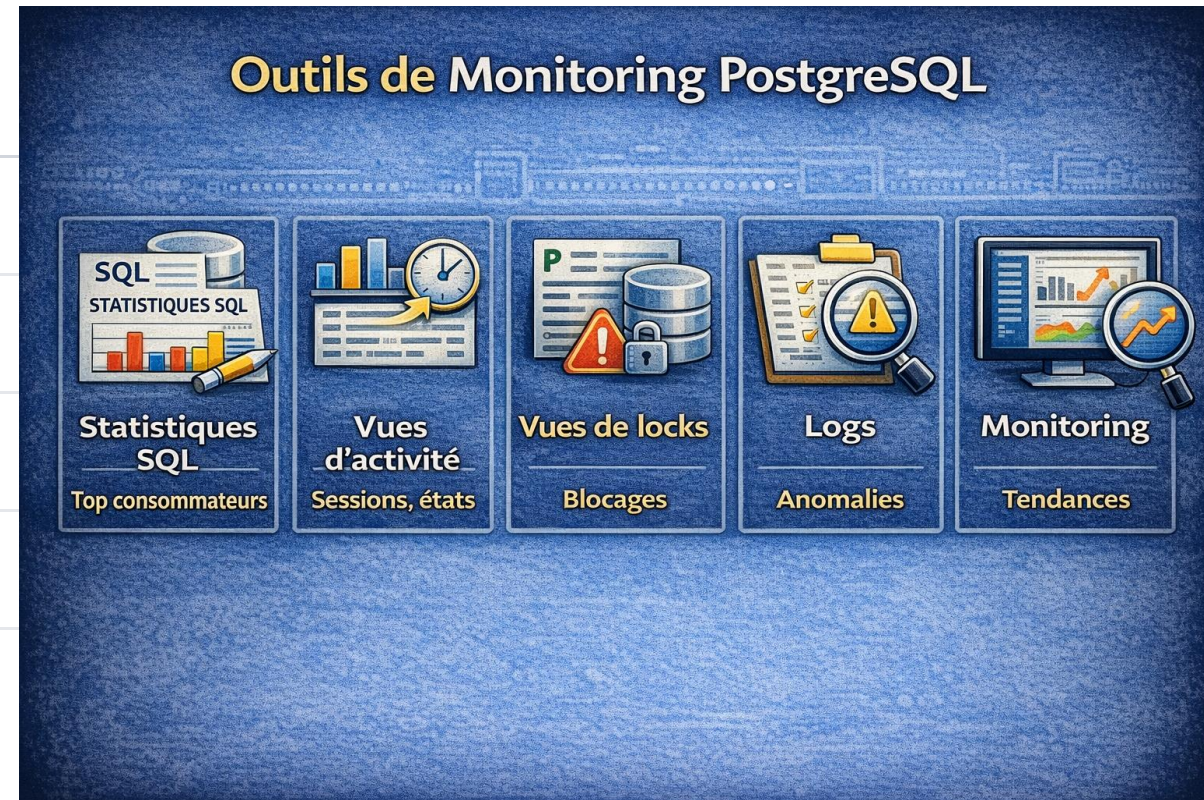 Outils de Monitoring PostgreSQL
SQL
STATISTIQUES SQL
Statistiques
SQL
Top consommateurs
Vues
d’activité
Sessions, états
P
Vues de locks
Blocages
Logs
Anomalies
Monitoring
Tendances